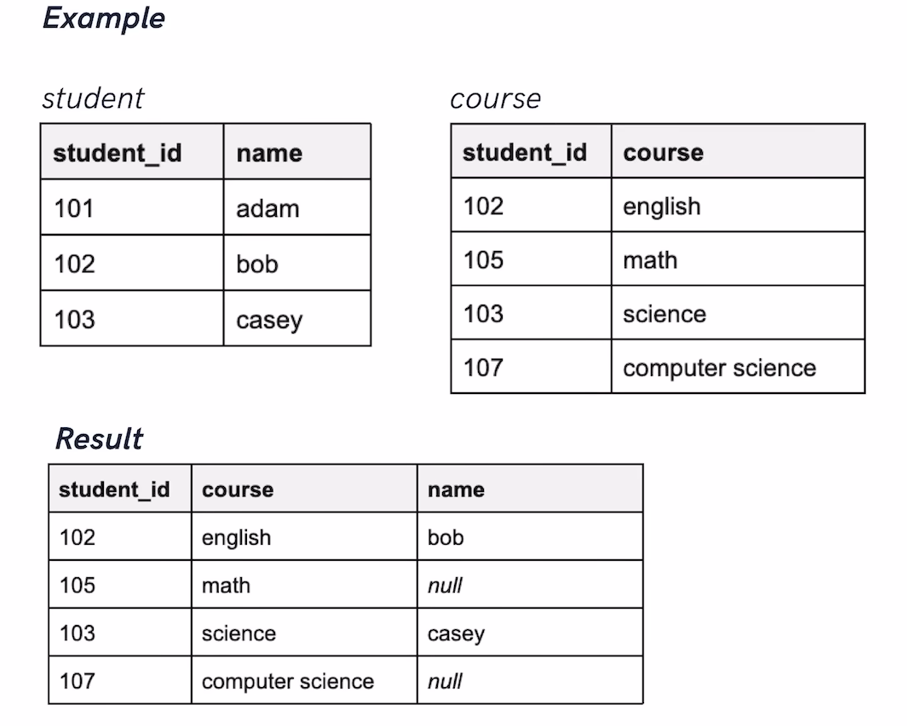 Example
student course
student_id name student_id course
101 adam 102 english
102 bob 105 math
103 casey 103 science
107 computer science
Result
student_id course name
102 english bob
105 math null
103 science casey
107 computer science null